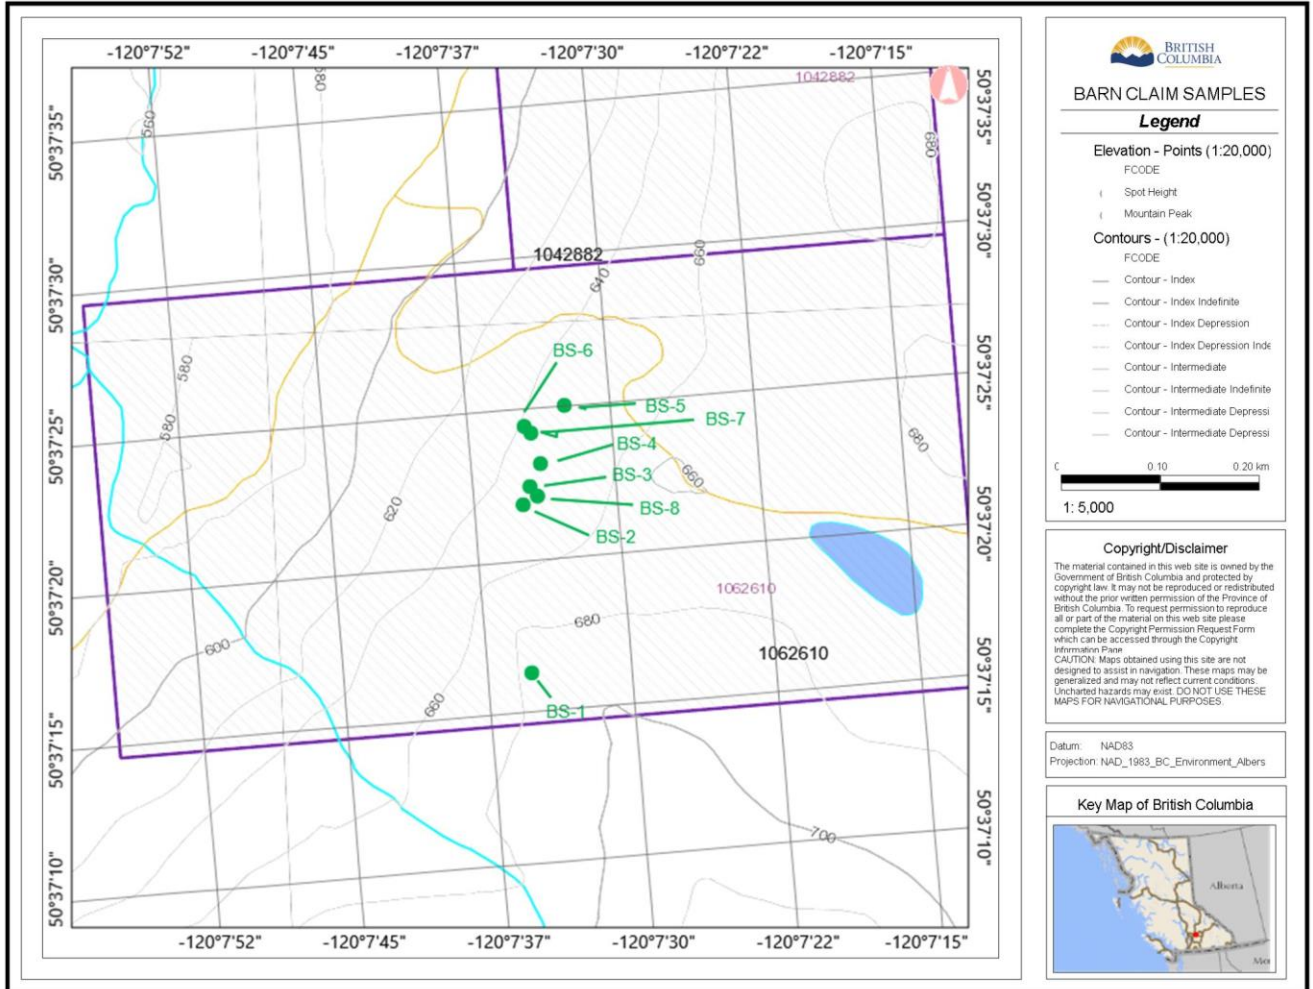 -120°7'52" -120°7'45" -120°7'37" -120°7'30" -120°7'22" -120°7'15"
50°37'35"
50°37'30"
50°37'25"
50°37'20"
50°37'15"
50°37'10"
1042882
560
680
680
1042882
640
660
580
580
620
BS-6
BS-5
BS-7
BS-4
BS-3
BS-8
BS-2
680
660
1062610
680
1062610
600
660
BS-1
700
50°37'35"
50°37'30"
50°37'25"
50°37'20"
50°37'15"
50°37'10"
-120°7'52" -120°7'45" -120°7'37" -120°7'30" -120°7'22" -120°7'15"
BRITISH
COLUMBIA
BARN CLAIM SAMPLES
Legend
Elevation - Points (1:20,000)
FCODE
Spot Height
Mountain Peak
Contours - (1:20,000)
FCODE
Contour - Index
Contour - Index Indefinite
Contour - Index Depression
Contour - Index Depression Inde
Contour - Intermediate
Contour - Intermediate Indefinite
Contour - Intermediate Depressi
Contour - Intermediate Depressi
0.10 0.20 km
1: 5,000
Copyright/Disclaimer
The material contained in this web site is owned by the
Government of British Columbia and protected by
copyright law. It may not be reproduced or redistributed
without the prior written permission of the Province of
British Columbia. To request permission to reproduce
all or part of the material on this web site please
complete the Copyright Permission Request Form
which can be accessed through the Copyright
Information Page
CAUTION: Maps obtained using this site are not
designed to assist in navigation. These maps may be
generalized and may not reflect current conditions.
Uncharted hazards may exist. DO NOT USE THESE
MAPS FOR NAVIGATIONAL PURPOSES.
Datum: NAD83
Projection: NAD_1983_BC_Environment_Albers
Key Map of British Columbia
Alberta